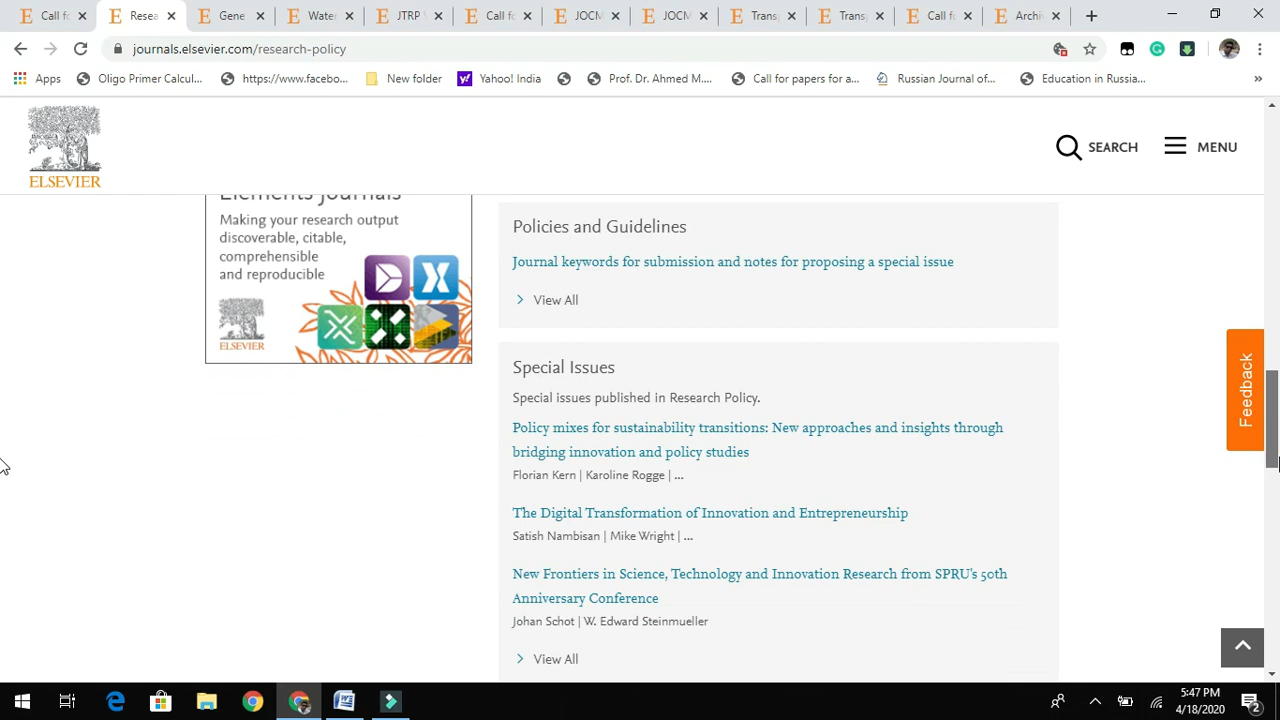 Call fo
Resea
Gene
Water
JTRP V
Call fo
JOCM
JOCM
Transp
Transp
Call fo
Archiv
journals.elsevier.com/research-policy
Apps
Oligo Primer Calcul...
https://www.facebo...
New folder
Yahoo! India
Prof. Dr. Ahmed M....
Call for papers for a...
Russian Journal of...
Education in Russia...
»
ELSEVIER
SEARCH
MENU
Elements Journals
Making your research output
discoverable, citable,
comprehensible
and reproducible
ELSEVIER
Policies and Guidelines
Journal keywords for submission and notes for proposing a special issue
View All
Special Issues
Special issues published in Research Policy.
Policy mixes for sustainability transitions: New approaches and insights through
bridging innovation and policy studies
Florian Kern | Karoline Rogge | ...
The Digital Transformation of Innovation and Entrepreneurship
Satish Nambisan | Mike Wright | ...
New Frontiers in Science, Technology and Innovation Research from SPRU's 50th
Anniversary Conference
Johan Schot | W. Edward Steinmueller
View All
Feedback
5:47 PM
4/18/2020
2